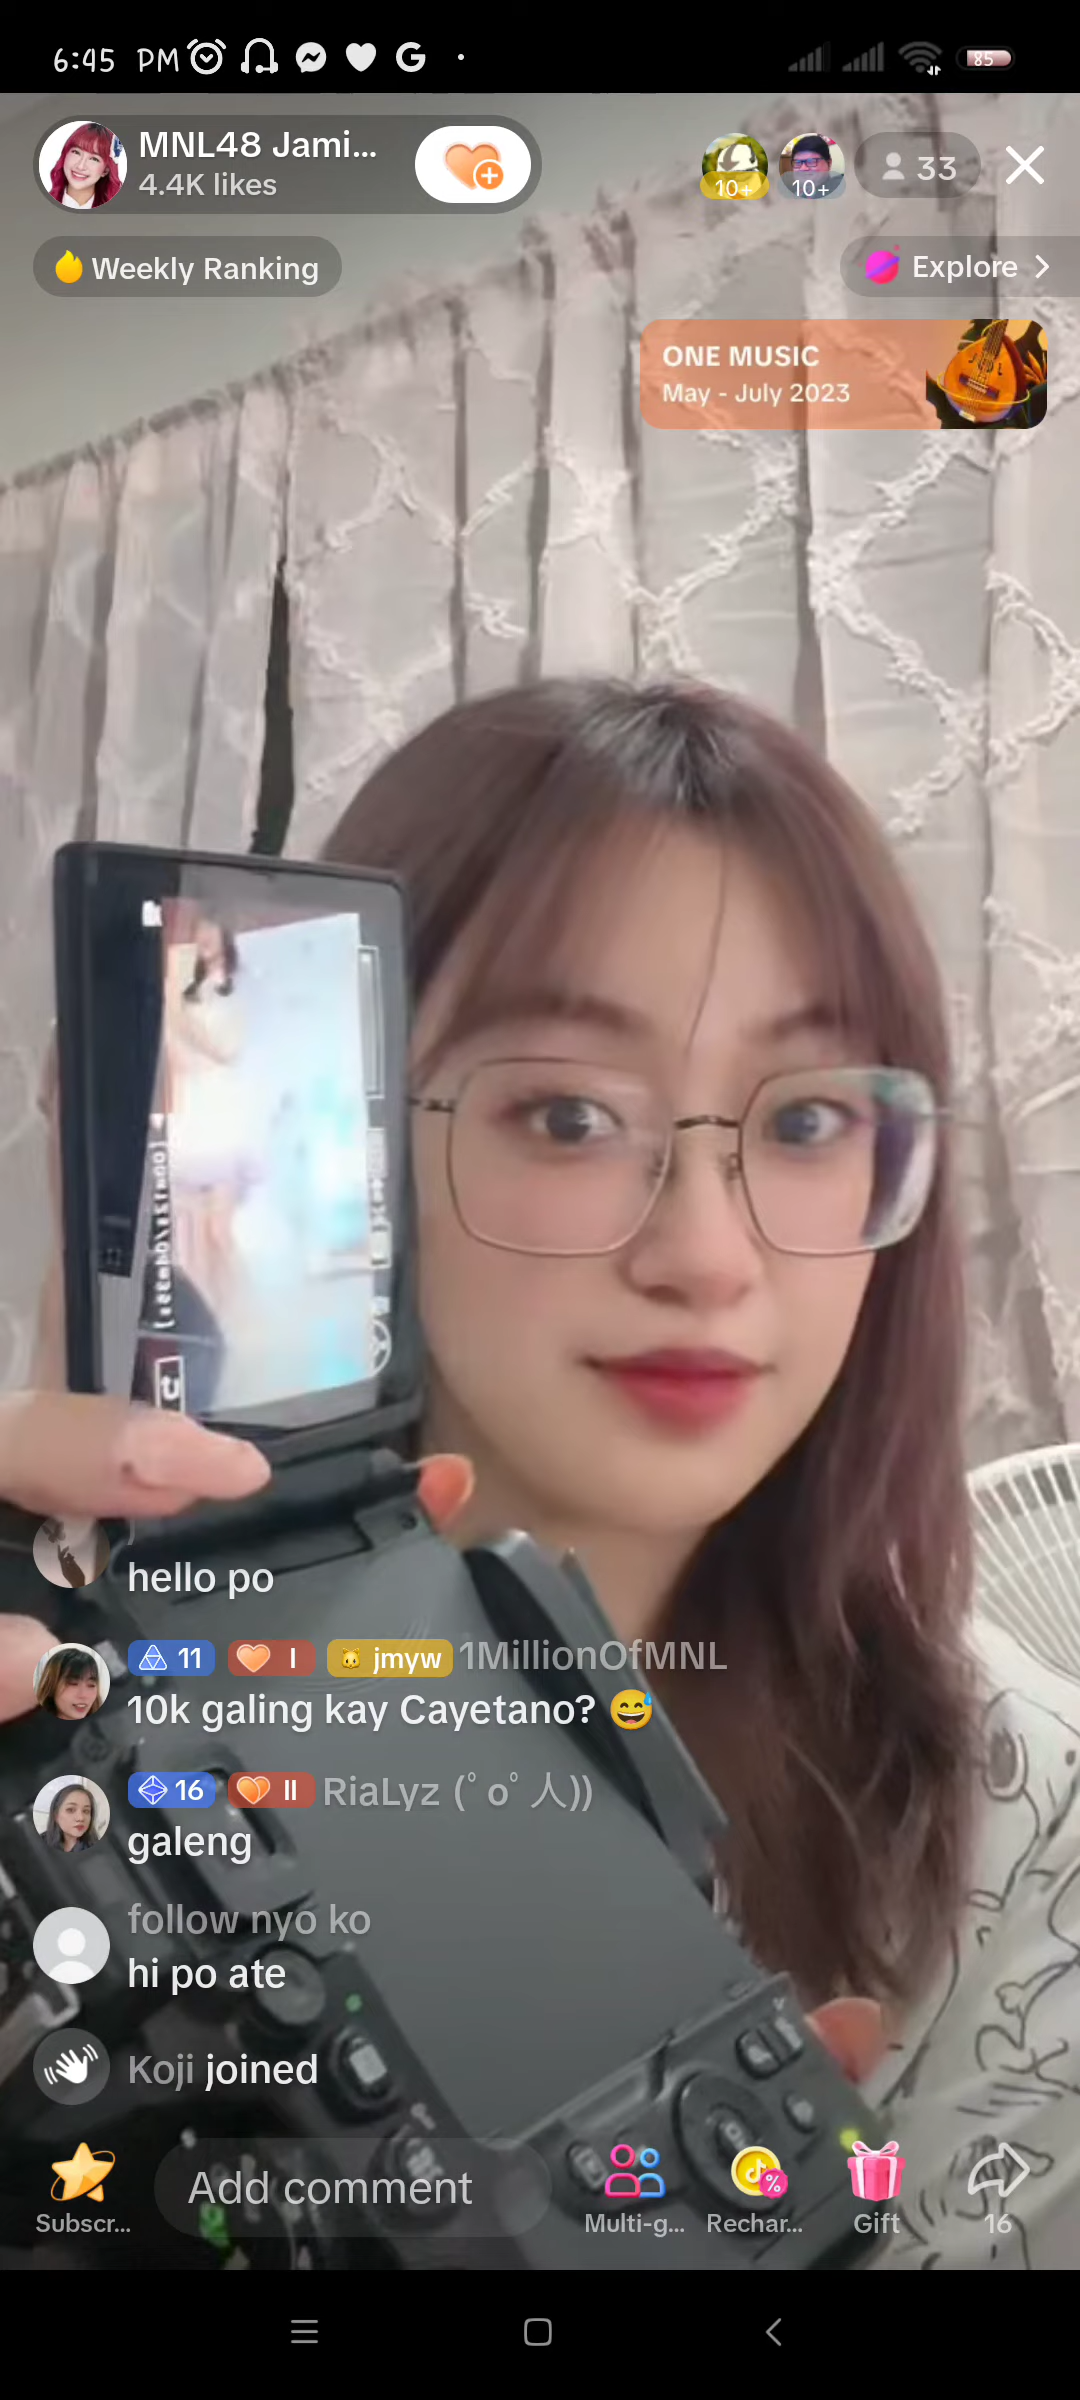 6:45 PM
85
MNL48 Jami...
4.4K likes
10+
10+
33
Weekly Ranking
Explore
ONE MUSIC
May - July 2023
hello po
11 I jmyw 1MillionOfMNL
10k galing kay Cayetano? 😅
16 II RiaLyz (ﾟoﾟ人))
galeng
follow nyo ko
hi po ate
Koji joined
Add comment
Subscr...
Multi-g...
Rechar...
Gift
16